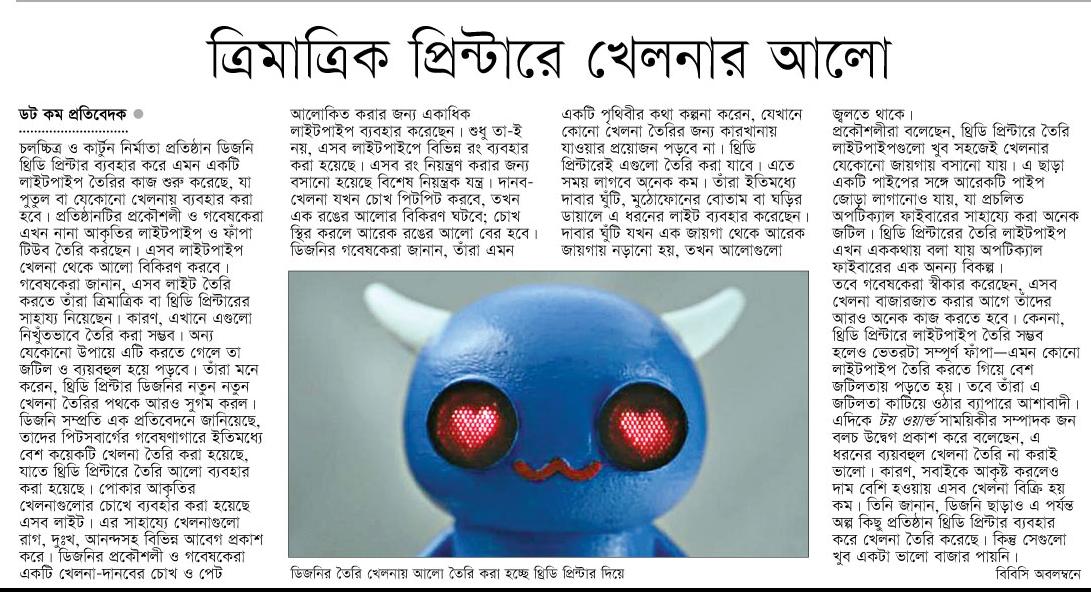 ত্রিমাত্রিক প্রিন্টারে খেলনার আলো
ডট কম প্রতিবেদক
চলচ্চিত্র ও কার্টুন নির্মাতা প্রতিষ্ঠান ডিজনি
থ্রিডি প্রিন্টার ব্যবহার করে এমন একটি
লাইটপাইপ তৈরির কাজ শুরু করেছে, যা
পুতুল বা যেকোনো খেলনায় ব্যবহার করা
হবে। প্রতিষ্ঠানটির প্রকৌশলী ও গবেষকেরা
এখন নানা আকৃতির লাইটপাইপ ও ফাঁপা
টিউব তৈরি করছেন। এসব লাইটপাইপ
খেলনা থেকে আলো বিকিরণ করবে।
গবেষকেরা জানান, এসব লাইট তৈরি
করতে তাঁরা ত্রিমাত্রিক বা থ্রিডি প্রিন্টারের
সাহায্য নিয়েছেন। কারণ, এখানে এগুলো
নিখুঁতভাবে তৈরি করা সম্ভব। অন্য
যেকোনো উপায়ে এটি করতে গেলে তা
জটিল ও ব্যয়বহুল হয়ে পড়বে। তাঁরা মনে
করেন, থ্রিডি প্রিন্টার ডিজনির নতুন নতুন
খেলনা তৈরির পথকে আরও সুগম করল।
ডিজনি সম্প্রতি এক প্রতিবেদনে জানিয়েছে,
তাদের পিটসবার্গের গবেষণাগারে ইতিমধ্যে
বেশ কয়েকটি খেলনা তৈরি করা হয়েছে,
যাতে থ্রিডি প্রিন্টারে তৈরি আলো ব্যবহার
করা হয়েছে। পোকার আকৃতির
খেলনাগুলোর চোখে ব্যবহার করা হয়েছে
এসব লাইট। এর সাহায্যে খেলনাগুলো
রাগ, দুঃখ, আনন্দসহ বিভিন্ন আবেগ প্রকাশ
করে। ডিজনির প্রকৌশলী ও গবেষকেরা
একটি খেলনা-দানবের চোখ ও পেট
আলোকিত করার জন্য একাধিক
লাইটপাইপ ব্যবহার করেছেন। শুধু তা-ই
নয়, এসব লাইটপাইপে বিভিন্ন রং ব্যবহার
করা হয়েছে। এসব রং নিয়ন্ত্রণ করার জন্য
বসানো হয়েছে বিশেষ নিয়ন্ত্রক যন্ত্র। দানব-
খেলনা যখন চোখ পিটপিট করবে, তখন
এক রঙের আলোর বিকিরণ ঘটবে; চোখ
স্থির করলে আরেক রঙের আলো বের হবে।
ডিজনির গবেষকেরা জানান, তাঁরা এমন
একটি পৃথিবীর কথা কল্পনা করেন, যেখানে
কোনো খেলনা তৈরির জন্য কারখানায়
যাওয়ার প্রয়োজন পড়বে না। থ্রিডি
প্রিন্টারেই এগুলো তৈরি করা যাবে। এতে
সময় লাগবে অনেক কম। তাঁরা ইতিমধ্যে
দাবার ঘুঁটি, মুঠোফোনের বোতাম বা ঘড়ির
ডায়ালে এ ধরনের লাইট ব্যবহার করেছেন।
দাবার ঘুঁটি যখন এক জায়গা থেকে আরেক
জায়গায় নড়ানো হয়, তখন আলোগুলো
জ্বলতে থাকে।
প্রকৌশলীরা বলেছেন, থ্রিডি প্রিন্টারে তৈরি
লাইটপাইপগুলো খুব সহজেই খেলনার
যেকোনো জায়গায় বসানো যায়। এ ছাড়া
একটি পাইপের সঙ্গে আরেকটি পাইপ
জোড়া লাগানোও যায়, যা প্রচলিত
অপটিক্যাল ফাইবারের সাহায্যে করা অনেক
জটিল। থ্রিডি প্রিন্টারের তৈরি লাইটপাইপ
এখন এককথায় বলা যায় অপটিক্যাল
ফাইবারের এক অনন্য বিকল্প।
তবে গবেষকেরা স্বীকার করেছেন, এসব
খেলনা বাজারজাত করার আগে তাঁদের
আরও অনেক কাজ করতে হবে। কেননা,
থ্রিডি প্রিন্টারে লাইটপাইপ তৈরি সম্ভব
হলেও ভেতরটা সম্পূর্ণ ফাঁপা—এমন কোনো
লাইটপাইপ তৈরি করতে গিয়ে বেশ
জটিলতায় পড়তে হয়। তবে তাঁরা এ
জটিলতা কাটিয়ে ওঠার ব্যাপারে আশাবাদী।
এদিকে টয় ওয়ার্ল্ড সাময়িকীর সম্পাদক জন
বলচ উদ্বেগ প্রকাশ করে বলেছেন, এ
ধরনের ব্যয়বহুল খেলনা তৈরি না করাই
ভালো। কারণ, সবাইকে আকৃষ্ট করলেও
দাম বেশি হওয়ায় এসব খেলনা বিক্রি হয়
কম। তিনি জানান, ডিজনি ছাড়াও এ পর্যন্ত
অল্প কিছু প্রতিষ্ঠান থ্রিডি প্রিন্টার ব্যবহার
করে খেলনা তৈরি করেছে। কিন্তু সেগুলো
খুব একটা ভালো বাজার পায়নি।
বিবিসি অবলম্বনে
ডিজনির তৈরি খেলনায় আলো তৈরি করা হচ্ছে থ্রিডি প্রিন্টার দিয়ে